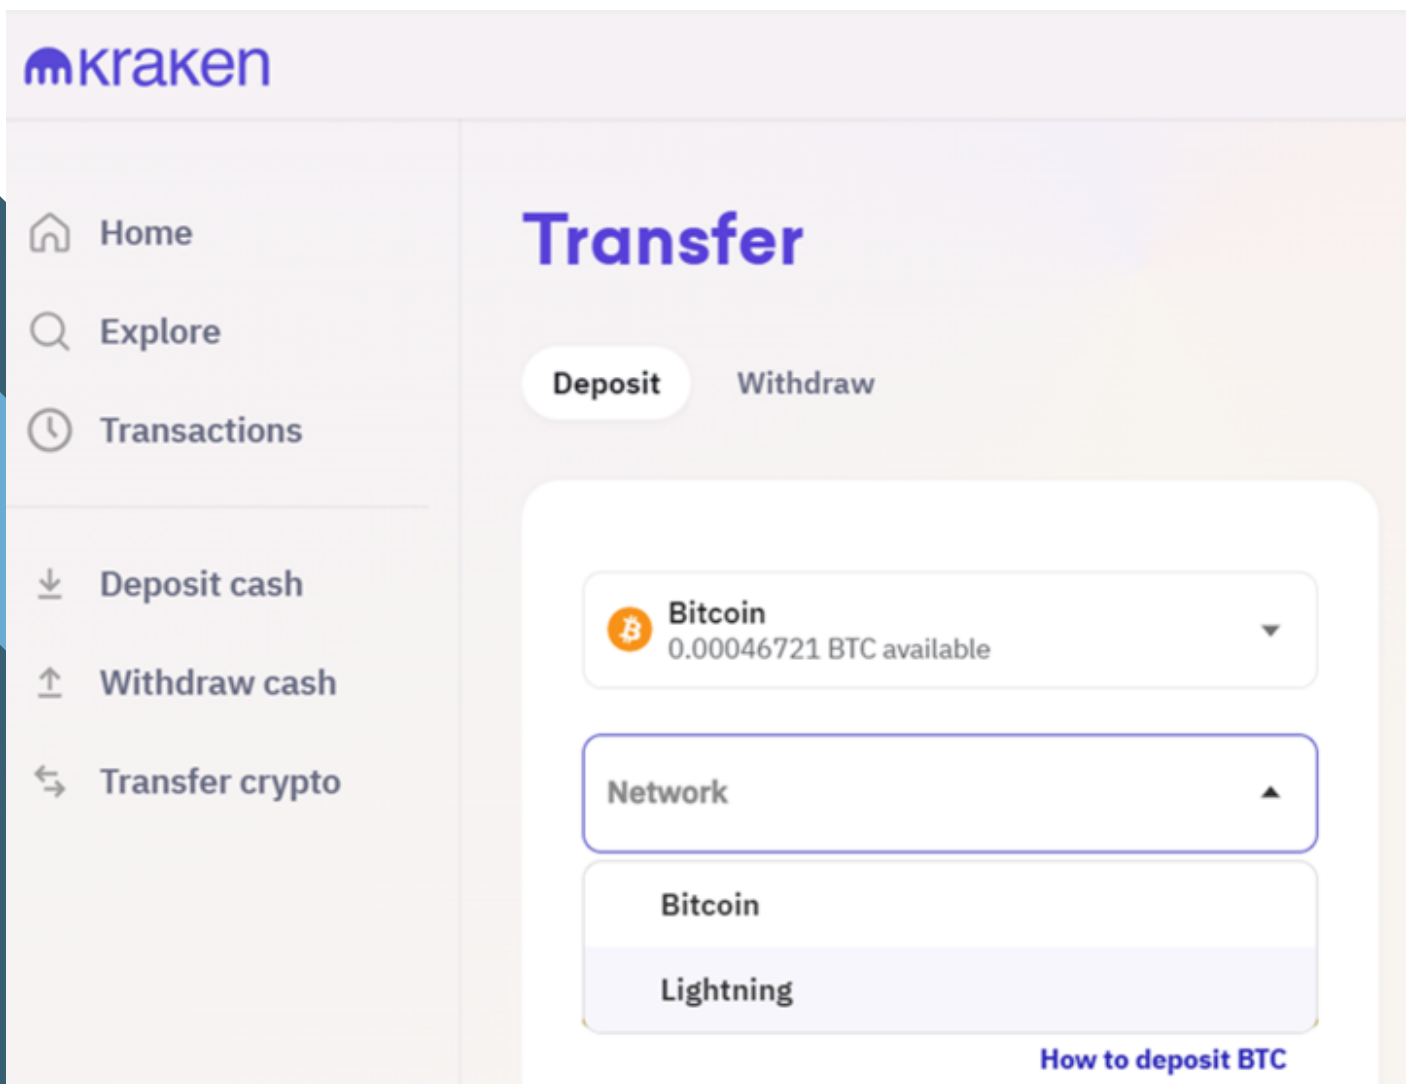 kraken
Home
Explore
Transactions
Deposit cash
Withdraw cash
Transfer crypto
Transfer
Deposit
Withdraw
Bitcoin
0.00046721 BTC available
Network
Bitcoin
Lightning
How to deposit BTC